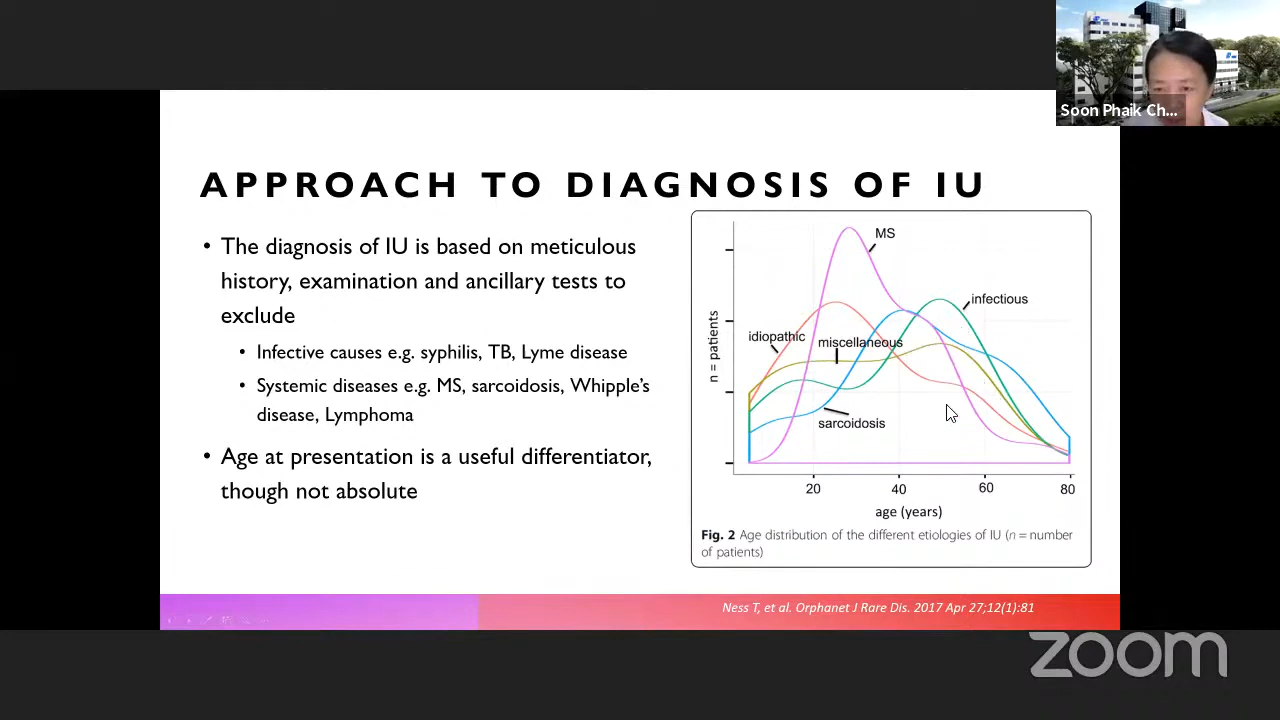 Soon Phaik Ch...
APPROACH TO DIAGNOSIS OF IU
• The diagnosis of IU is based on meticulous
history, examination and ancillary tests to
exclude
• Infective causes e.g. syphilis, TB, Lyme disease
• Systemic diseases e.g. MS, sarcoidosis, Whipple's
disease, Lymphoma
• Age at presentation is a useful differentiator,
though not absolute
MS
infectious
idiopathic
miscellaneous
sarcoidosis
n = patients
20 40 60 80
age (years)
Fig. 2 Age distribution of the different etiologies of IU (n = number
of patients)
Ness T, et al. Orphanet J Rare Dis. 2017 Apr 27;12(1):81
zoom